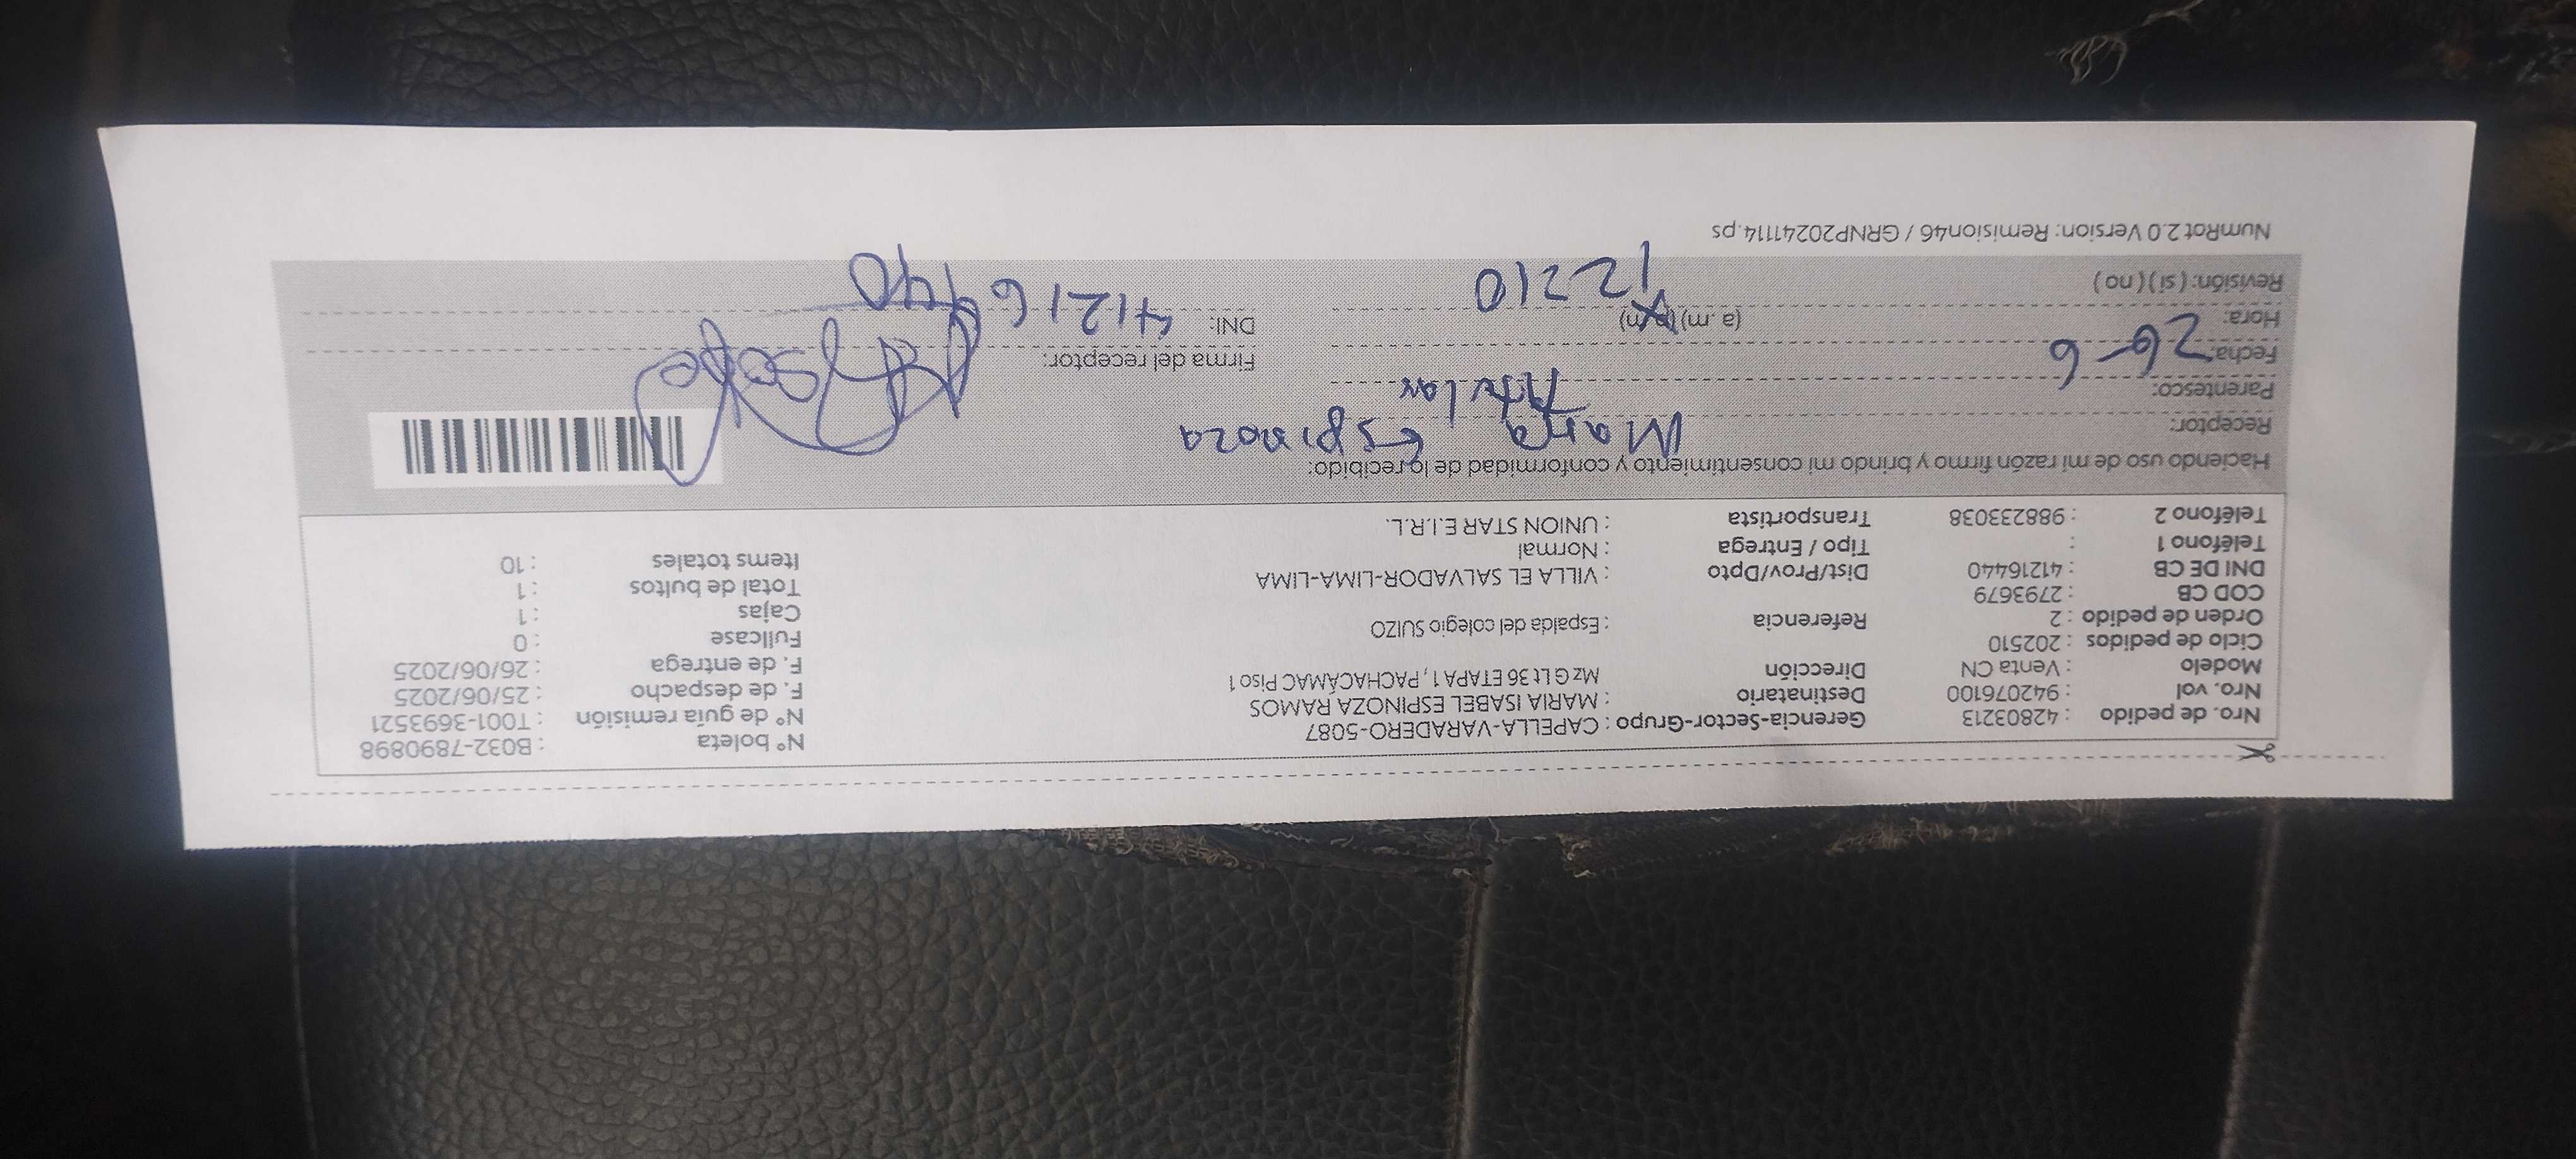 Nro. de pedido : 42803213 Gerencia-Sector-Grupo : CAPELLA-VARADERO-5087 N° boleta : B032-7890898
Nro. vol : 942076100 Destinatario : MARIA ISABEL ESPINOZA RAMOS N° de guía remisión : T001-3693521
Modelo : Venta CN Dirección Mz G Lt 36 ETAPA 1, PACHACÁMAC Piso 1 F. de despacho : 25/06/2025
Ciclo de pedidos : 202510 F. de entrega : 26/06/2025
Orden de pedido : 2 Referencia : Espalda del colegio SUIZO Fullcase : 0
COD CB : 2793679 Cajas : 1
DNI DE CB : 41216440 Dist/Prov/Dpto : VILLA EL SALVADOR-LIMA-LIMA Total de bultos : 1
Teléfono 1 : Tipo / Entrega : Normal Items totales : 10
Teléfono 2 : 988233038 Transportista : UNION STAR E.I.R.L.
Haciendo uso de mi razón firmo y brindo mi consentimiento y conformidad de lo recibido:
Receptor: Maria Espinoza
Parentesco: Titular
Fecha: 26-6 Firma del receptor:
Hora: (a.m) (p.m) DNI: 41216440
Revisión: ( si ) ( no ) 12210
NumRot 2.0 Version: Remision46 / GRNP20241114.ps